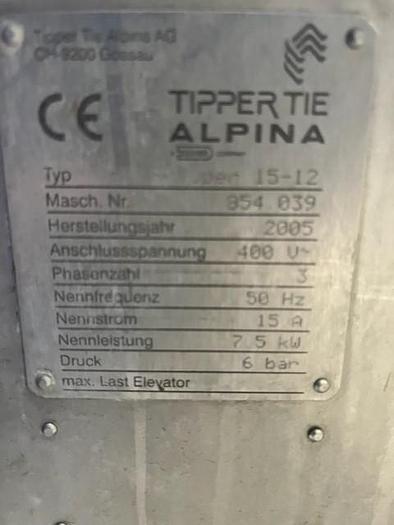 Tipper Tie Alpina AG
CH-9200 Gossau
CE
TIPPER TIE
ALPINA
Typ 15-12
Masch. Nr. 954.039
Herstellungsjahr 2005
Anschlussspannung 400 V~
Phasenzahl 3
Nennfrequenz 50 Hz
Nennstrom 15 A
Nennleistung 7.5 kW
Druck 6 bar
max. Last Elevator